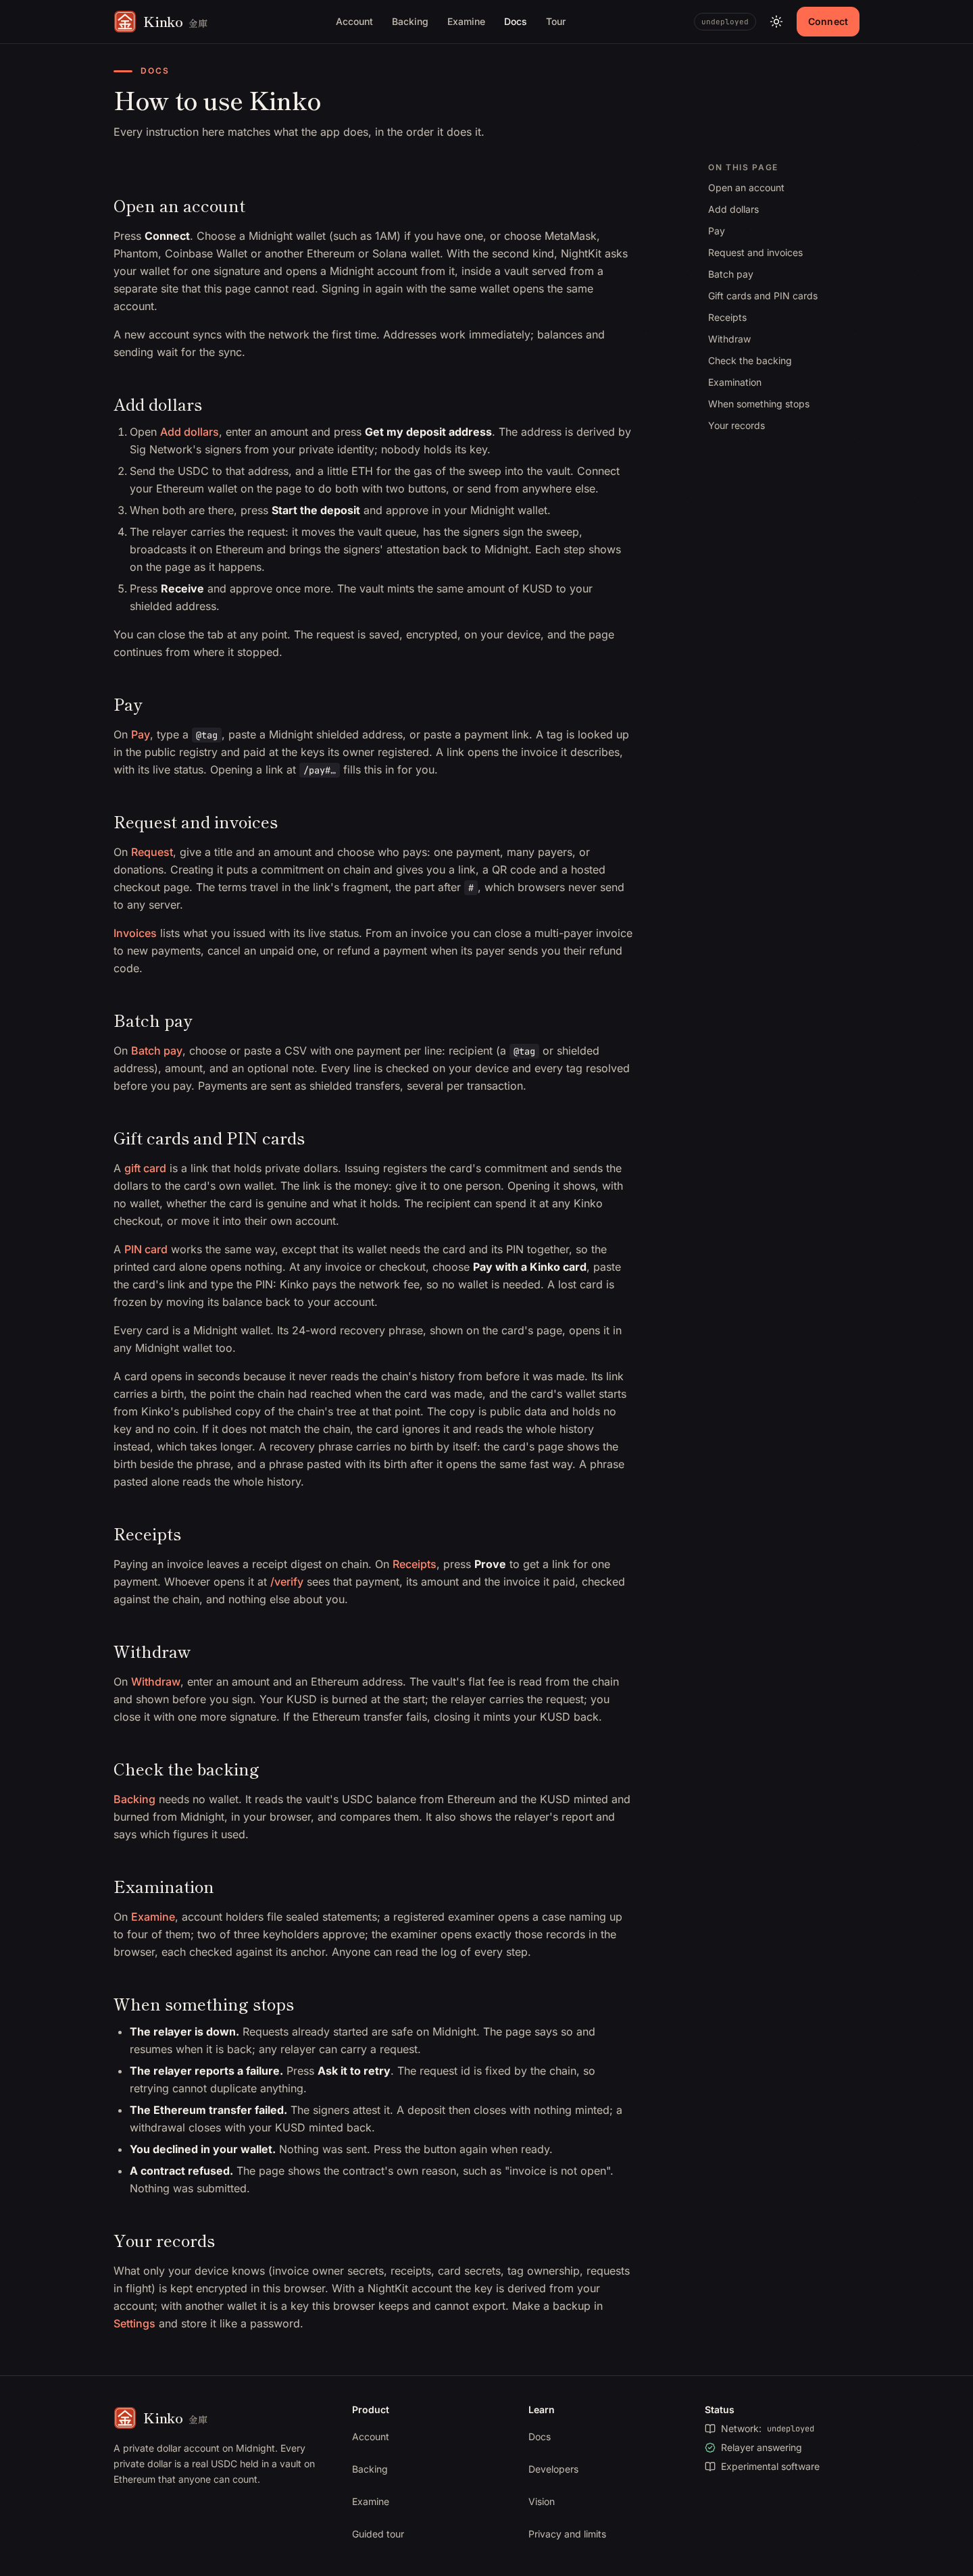 Kinko 金庫
Account
Backing
Examine
Docs
Tour
undeployed
Connect
DOCS
How to use Kinko
Every instruction here matches what the app does, in the order it does it.
ON THIS PAGE
Open an account
Add dollars
Pay
Request and invoices
Batch pay
Gift cards and PIN cards
Receipts
Withdraw
Check the backing
Examination
When something stops
Your records
Open an account
Press Connect. Choose a Midnight wallet (such as 1AM) if you have one, or choose MetaMask,
Phantom, Coinbase Wallet or another Ethereum or Solana wallet. With the second kind, NightKit asks
your wallet for one signature and opens a Midnight account from it, inside a vault served from a
separate site that this page cannot read. Signing in again with the same wallet opens the same
account.
A new account syncs with the network the first time. Addresses work immediately; balances and
sending wait for the sync.
Add dollars
1. Open Add dollars, enter an amount and press Get my deposit address. The address is derived by
Sig Network's signers from your private identity; nobody holds its key.
2. Send the USDC to that address, and a little ETH for the gas of the sweep into the vault. Connect
your Ethereum wallet on the page to do both with two buttons, or send from anywhere else.
3. When both are there, press Start the deposit and approve in your Midnight wallet.
4. The relayer carries the request: it moves the vault queue, has the signers sign the sweep,
broadcasts it on Ethereum and brings the signers' attestation back to Midnight. Each step shows
on the page as it happens.
5. Press Receive and approve once more. The vault mints the same amount of KUSD to your
shielded address.
You can close the tab at any point. The request is saved, encrypted, on your device, and the page
continues from where it stopped.
Pay
On Pay, type a @tag, paste a Midnight shielded address, or paste a payment link. A tag is looked up
in the public registry and paid at the keys its owner registered. A link opens the invoice it describes,
with its live status. Opening a link at /pay#… fills this in for you.
Request and invoices
On Request, give a title and an amount and choose who pays: one payment, many payers, or
donations. Creating it puts a commitment on chain and gives you a link, a QR code and a hosted
checkout page. The terms travel in the link's fragment, the part after #, which browsers never send
to any server.
Invoices lists what you issued with its live status. From an invoice you can close a multi-payer invoice
to new payments, cancel an unpaid one, or refund a payment when its payer sends you their refund
code.
Batch pay
On Batch pay, choose or paste a CSV with one payment per line: recipient (a @tag or shielded
address), amount, and an optional note. Every line is checked on your device and every tag resolved
before you pay. Payments are sent as shielded transfers, several per transaction.
Gift cards and PIN cards
A gift card is a link that holds private dollars. Issuing registers the card's commitment and sends the
dollars to the card's own wallet. The link is the money: give it to one person. Opening it shows, with
no wallet, whether the card is genuine and what it holds. The recipient can spend it at any Kinko
checkout, or move it into their own account.
A PIN card works the same way, except that its wallet needs the card and its PIN together, so the
printed card alone opens nothing. At any invoice or checkout, choose Pay with a Kinko card, paste
the card's link and type the PIN: Kinko pays the network fee, so no wallet is needed. A lost card is
frozen by moving its balance back to your account.
Every card is a Midnight wallet. Its 24-word recovery phrase, shown on the card's page, opens it in
any Midnight wallet too.
A card opens in seconds because it never reads the chain's history from before it was made. Its link
carries a birth, the point the chain had reached when the card was made, and the card's wallet starts
from Kinko's published copy of the chain's tree at that point. The copy is public data and holds no
key and no coin. If it does not match the chain, the card ignores it and reads the whole history
instead, which takes longer. A recovery phrase carries no birth by itself: the card's page shows the
birth beside the phrase, and a phrase pasted with its birth after it opens the same fast way. A phrase
pasted alone reads the whole history.
Receipts
Paying an invoice leaves a receipt digest on chain. On Receipts, press Prove to get a link for one
payment. Whoever opens it at /verify sees that payment, its amount and the invoice it paid, checked
against the chain, and nothing else about you.
Withdraw
On Withdraw, enter an amount and an Ethereum address. The vault's flat fee is read from the chain
and shown before you sign. Your KUSD is burned at the start; the relayer carries the request; you
close it with one more signature. If the Ethereum transfer fails, closing it mints your KUSD back.
Check the backing
Backing needs no wallet. It reads the vault's USDC balance from Ethereum and the KUSD minted and
burned from Midnight, in your browser, and compares them. It also shows the relayer's report and
says which figures it used.
Examination
On Examine, account holders file sealed statements; a registered examiner opens a case naming up
to four of them; two of three keyholders approve; the examiner opens exactly those records in the
browser, each checked against its anchor. Anyone can read the log of every step.
When something stops
• The relayer is down. Requests already started are safe on Midnight. The page says so and
resumes when it is back; any relayer can carry a request.
• The relayer reports a failure. Press Ask it to retry. The request id is fixed by the chain, so
retrying cannot duplicate anything.
• The Ethereum transfer failed. The signers attest it. A deposit then closes with nothing minted; a
withdrawal closes with your KUSD minted back.
• You declined in your wallet. Nothing was sent. Press the button again when ready.
• A contract refused. The page shows the contract's own reason, such as "invoice is not open".
Nothing was submitted.
Your records
What only your device knows (invoice owner secrets, receipts, card secrets, tag ownership, requests
in flight) is kept encrypted in this browser. With a NightKit account the key is derived from your
account; with another wallet it is a key this browser keeps and cannot export. Make a backup in
Settings and store it like a password.
Kinko 金庫
A private dollar account on Midnight. Every
private dollar is a real USDC held in a vault on
Ethereum that anyone can count.
Product
Account
Backing
Examine
Guided tour
Learn
Docs
Developers
Vision
Privacy and limits
Status
Network: undeployed
Relayer answering
Experimental software